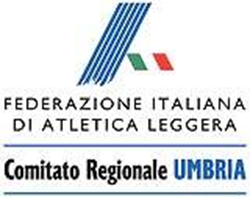 FEDERAZIONE ITALIANA
DI ATLETICA LEGGERA
Comitato Regionale UMBRIA